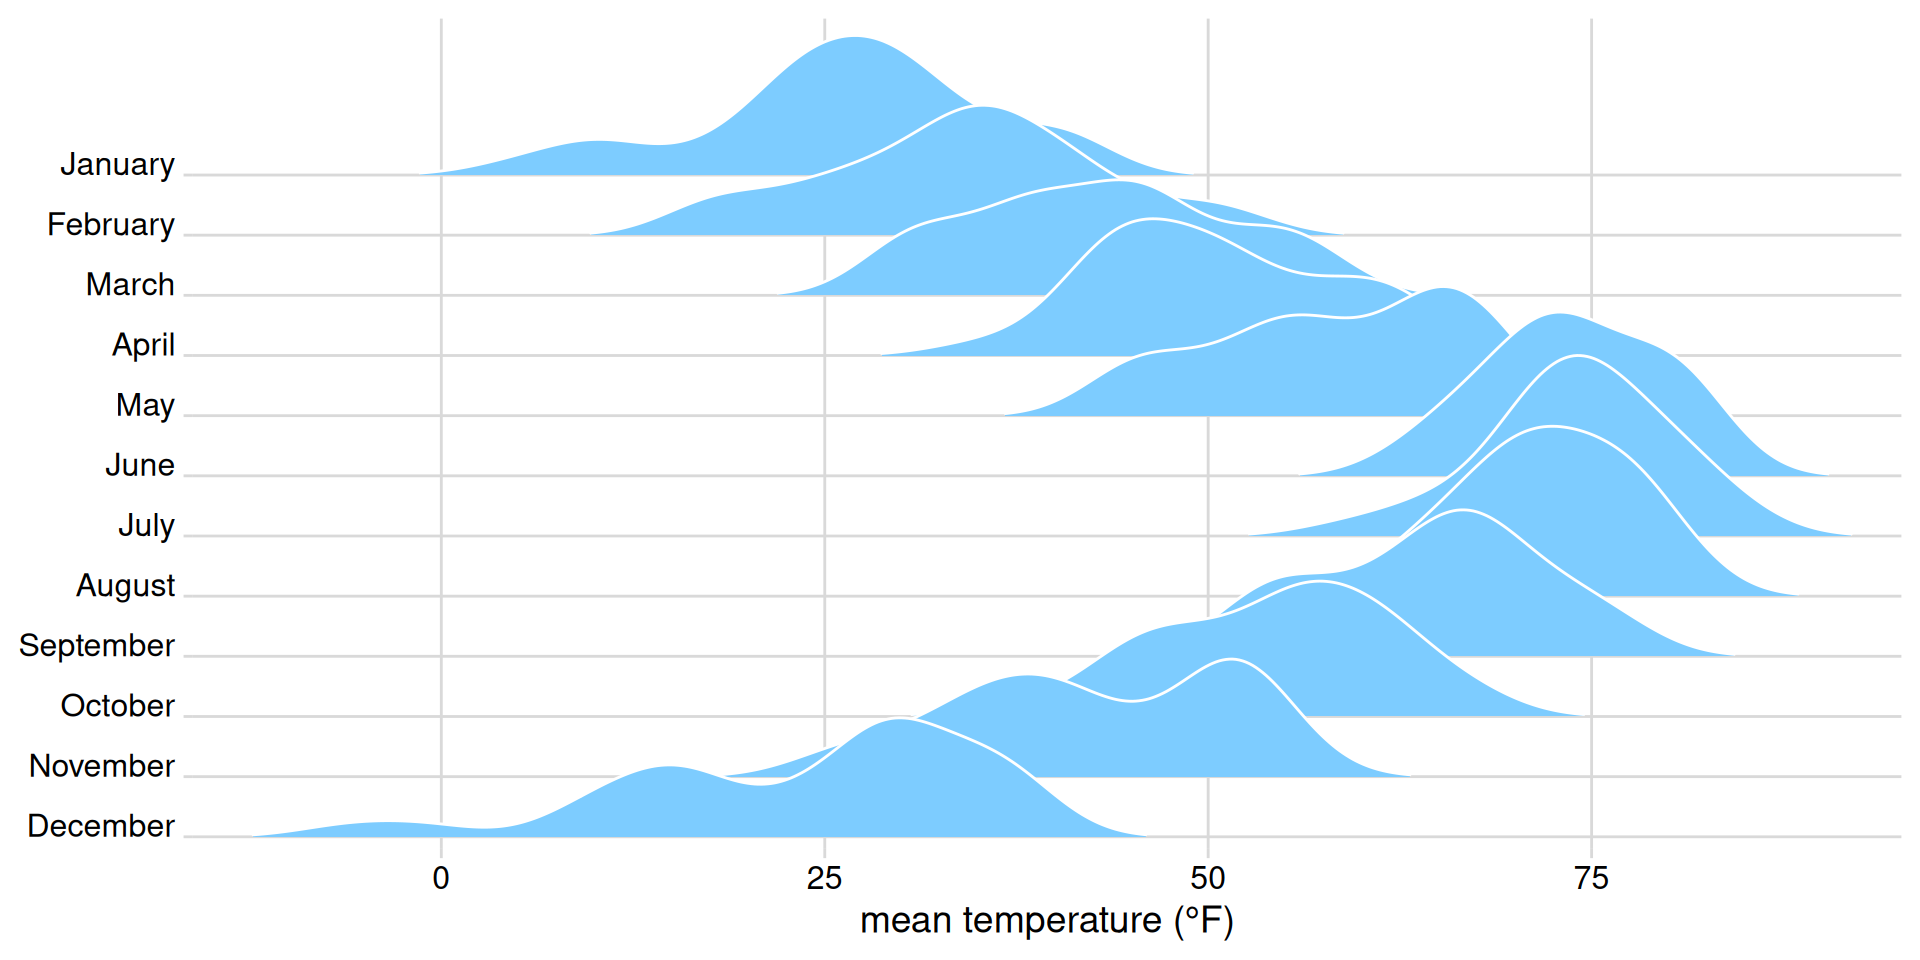 January
February
March
April
May
June
July
August
September
October
November
December
0 25 50 75
mean temperature (°F)